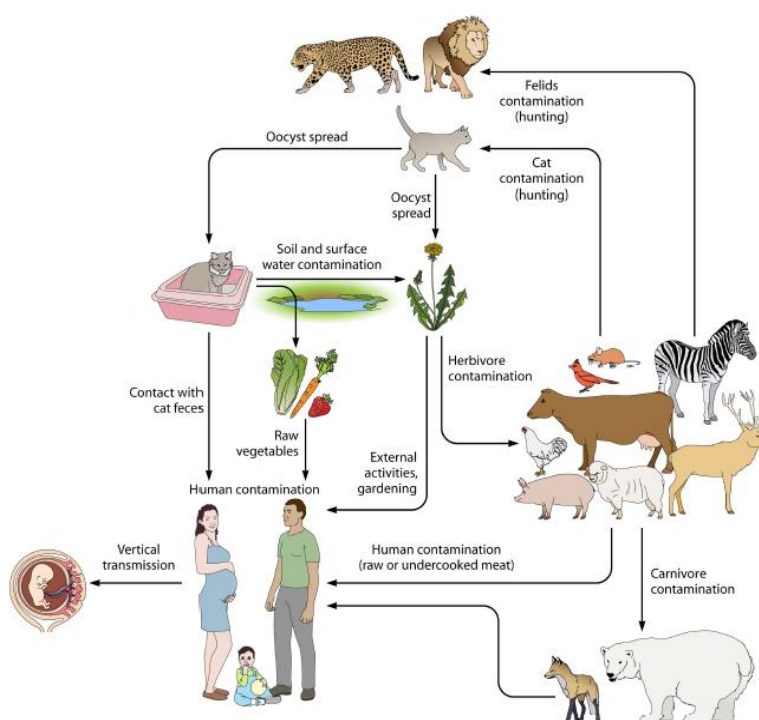 Felids
contamination
(hunting)
Oocyst spread
Cat
contamination
(hunting)
Oocyst
spread
Soil and surface
water contamination
Herbivore
contamination
Contact with
cat feces
Raw
vegetables
External
activities,
gardening
Human contamination
Vertical
transmission
Human contamination
(raw or undercooked meat)
Carnivore
contamination